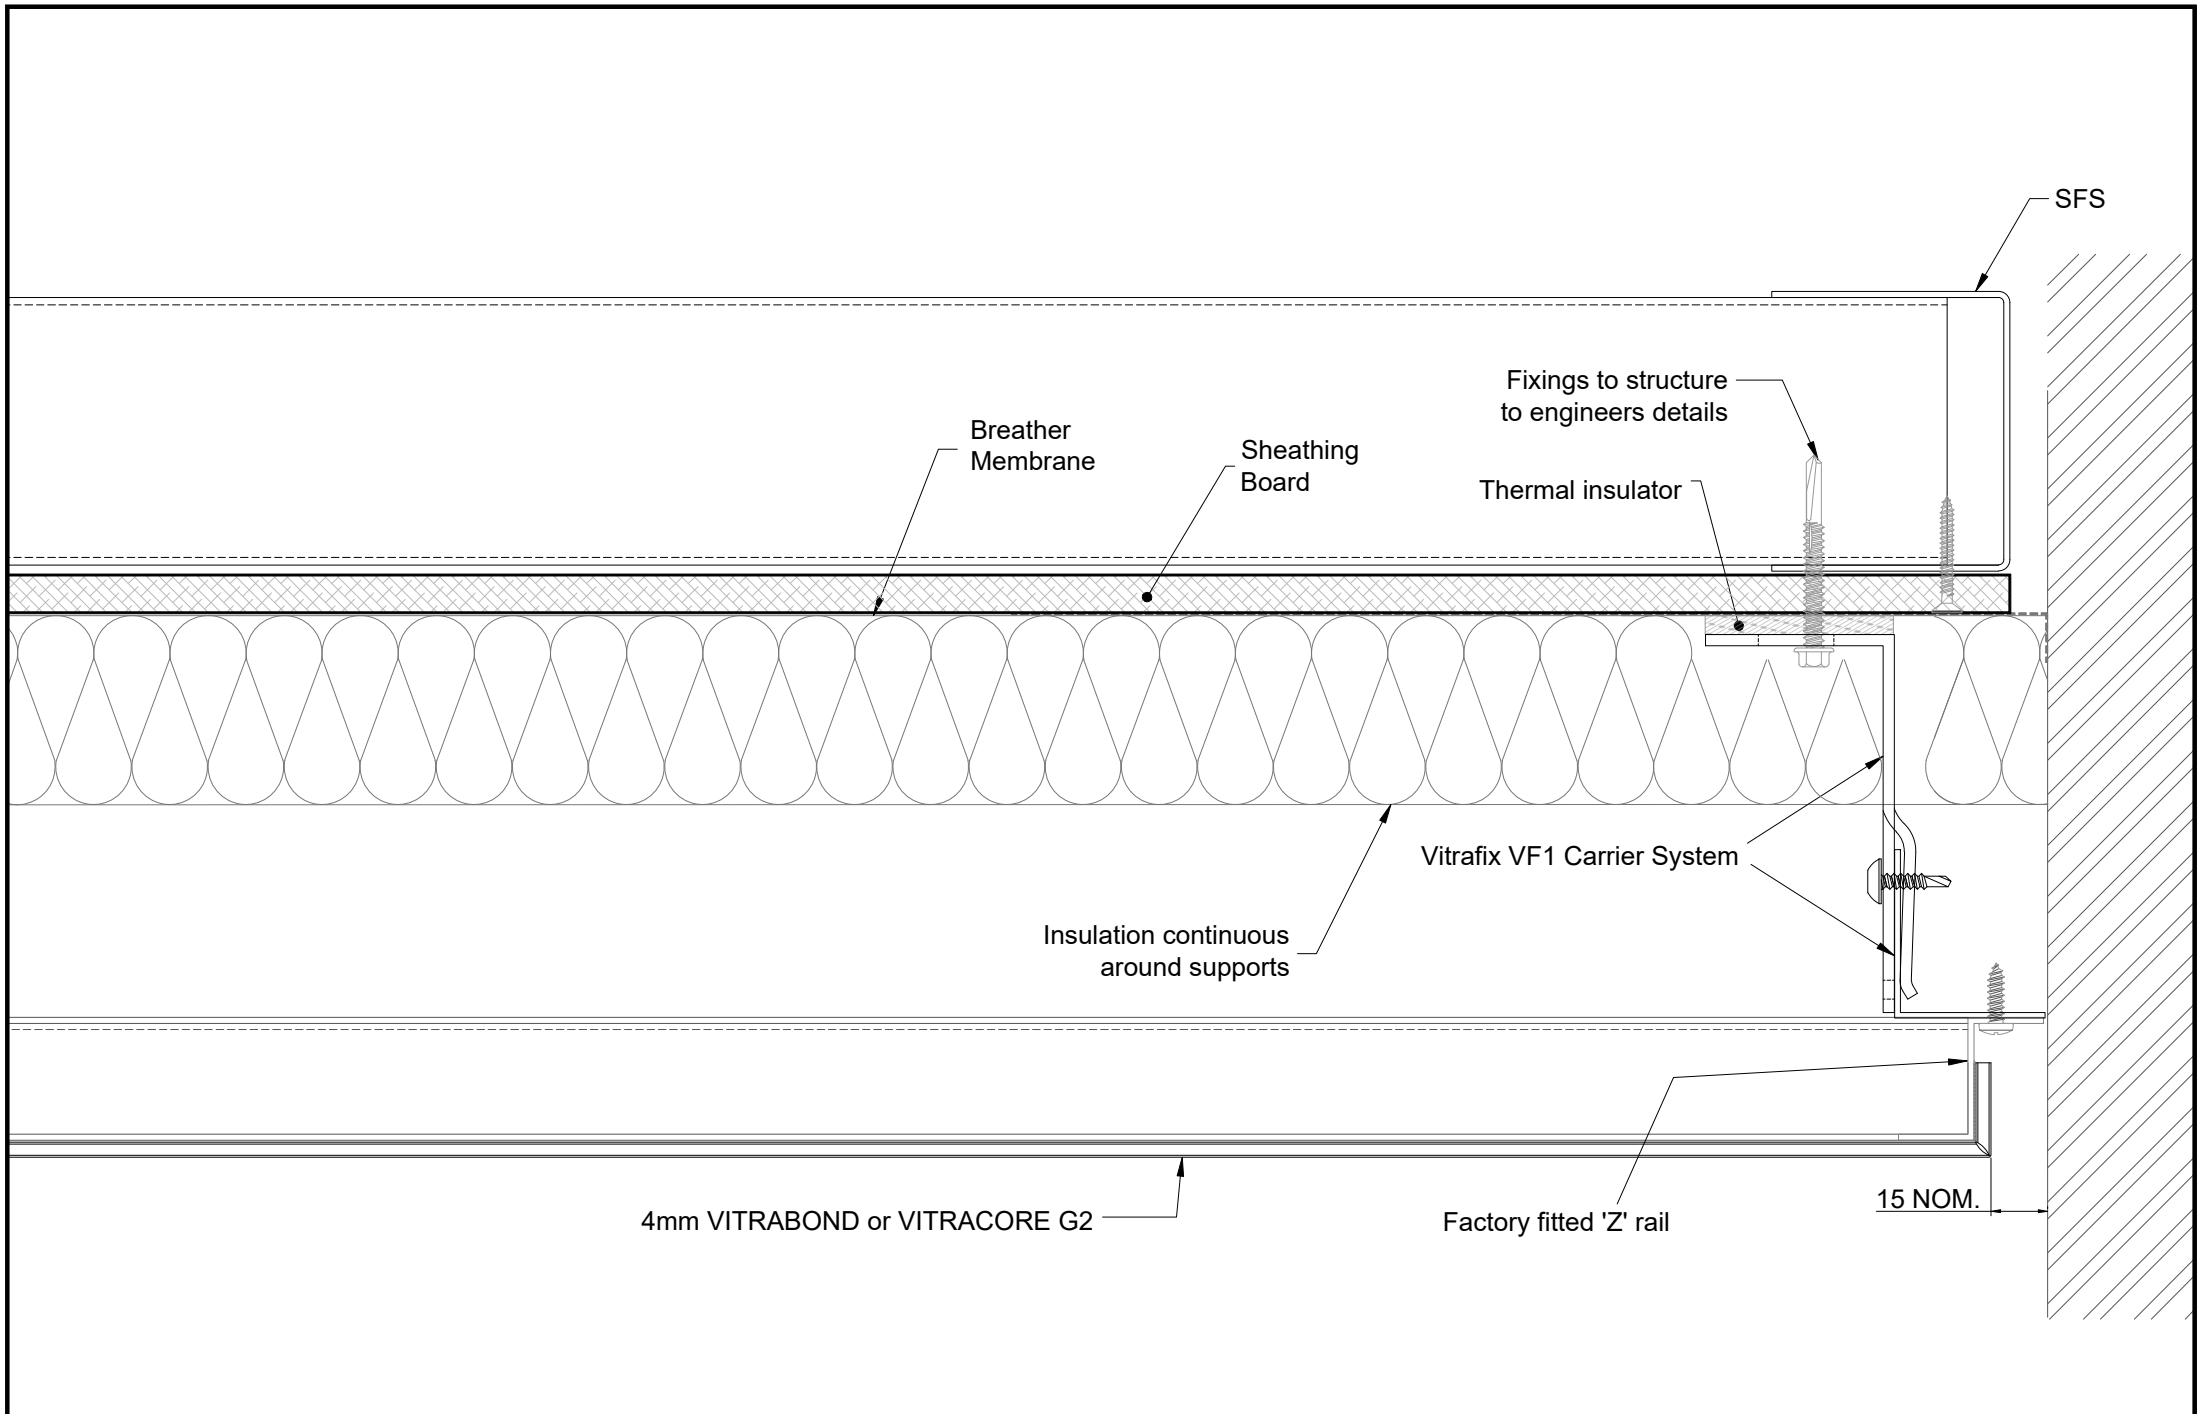 SFS
Fixings to structure
to engineers details
Breather
Membrane
Sheathing
Board
Thermal insulator
Vitrafix VF1 Carrier System
Insulation continuous
around supports
15 NOM.
4mm VITRABOND or VITRACORE G2
Factory fitted 'Z' rail